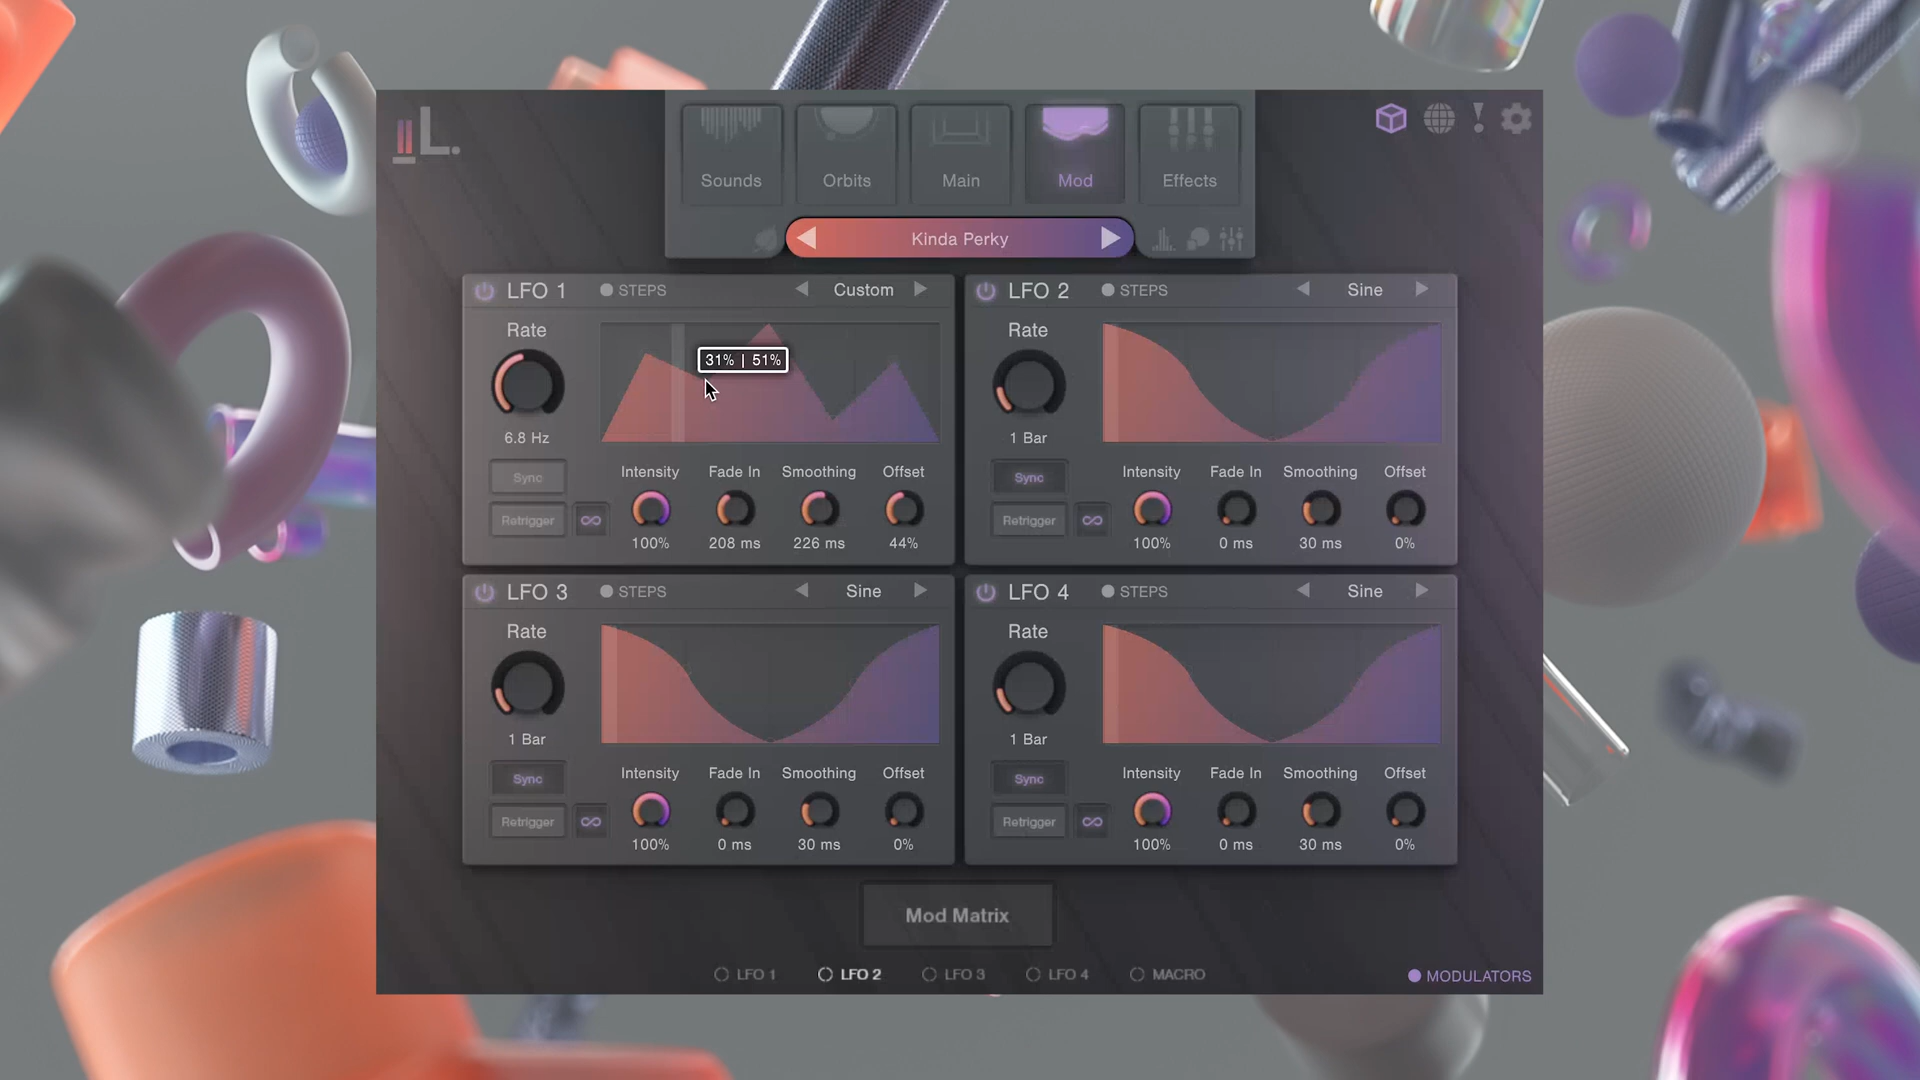 L.
Sounds
Orbits
Main
Mod
Effects
Kinda Perky
LFO 1
STEPS
Custom
Rate
31% | 51%
6.8 Hz
Sync
Retrigger
Intensity
Fade In
Smoothing
Offset
100%
208 ms
226 ms
44%
LFO 2
STEPS
Sine
Rate
1 Bar
Sync
Retrigger
Intensity
Fade In
Smoothing
Offset
100%
0 ms
30 ms
0%
LFO 3
STEPS
Sine
Rate
1 Bar
Sync
Retrigger
Intensity
Fade In
Smoothing
Offset
100%
0 ms
30 ms
0%
LFO 4
STEPS
Sine
Rate
1 Bar
Sync
Retrigger
Intensity
Fade In
Smoothing
Offset
100%
0 ms
30 ms
0%
Mod Matrix
LFO 1
LFO 2
LFO 3
LFO 4
MACRO
MODULATORS